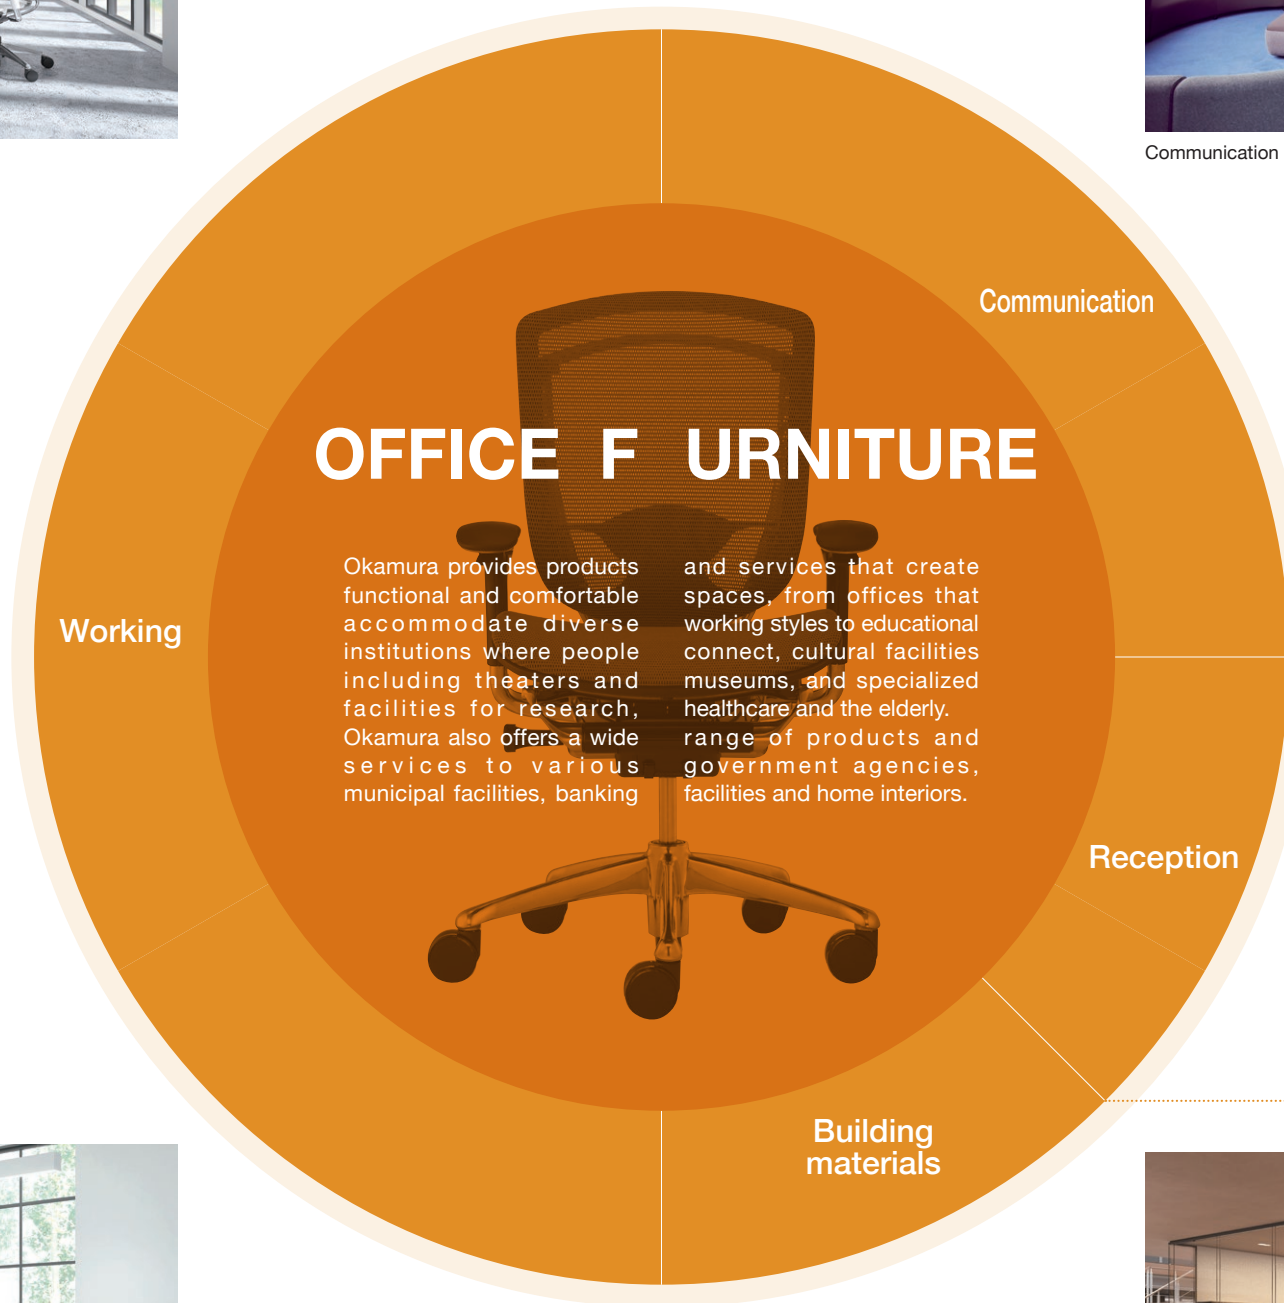 Communication
Communication
OFFICE F URNITURE
Okamura provides products and services that create
functional and comfortable spaces, from offices that
accommodate diverse working styles to educational
institutions where people connect, cultural facilities
including theaters and museums, and specialized
facilities for research, healthcare and the elderly.
Okamura also offers a wide range of products and
services to various government agencies,
municipal facilities, banking facilities and home interiors.
Working
Reception
Building
materials